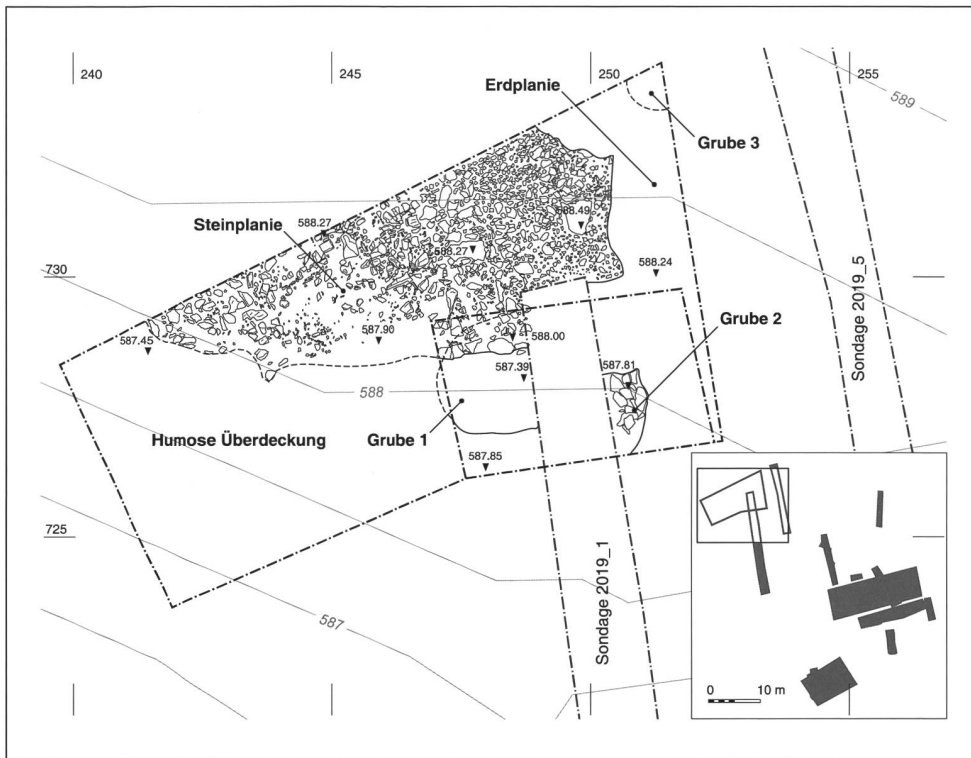 240
245
250
255
589
Erdplanie
Grube 3
588.27
Steinplanie
588.49
588.27
730
588.24
587.45
587.90
588.00
Grube 2
587.39
587.81
588
Humose Überdeckung
Grube 1
587.85
725
587
Sondage 2019_1
Sondage 2019_5
0 10 m